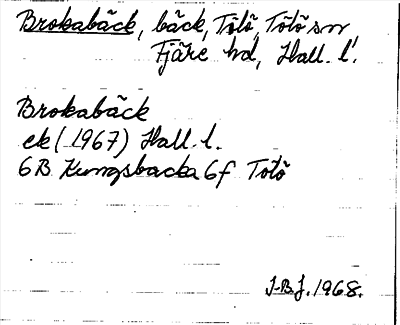 Brokabäck, bäck, Tölö, Tölö sn
Fjäre hd, Hall. l.
Brokabäck
ek (1967) Hall. l.
6B Kungsbacka 6f Tölö
J.B.J. 1968.